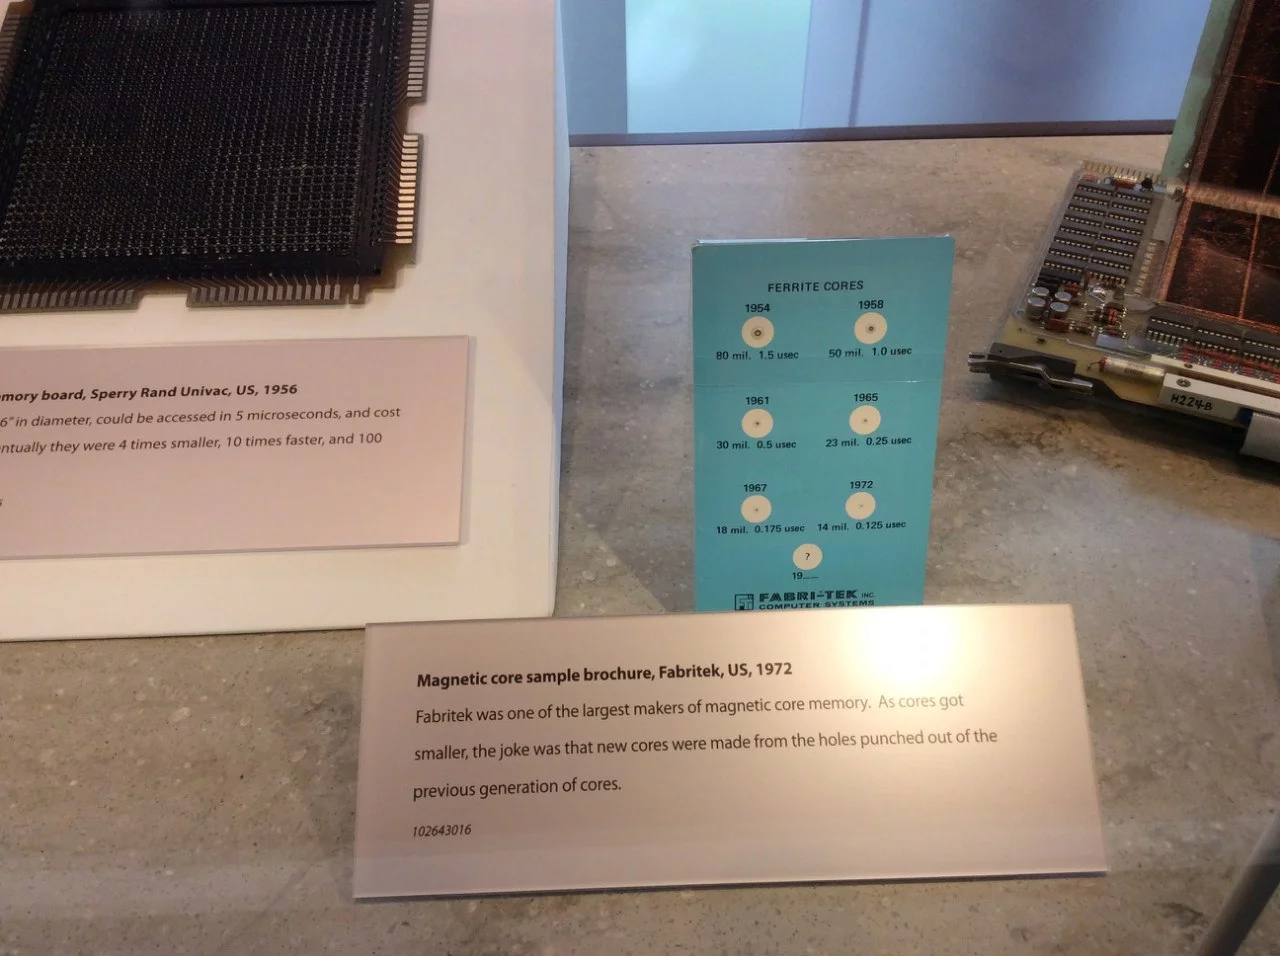 mory board, Sperry Rand Univac, US, 1956
6" in diameter, could be accessed in 5 microseconds, and cost
ntually they were 4 times smaller, 10 times faster, and 100
FERRITE CORES
1954 1958
80 mil. 1.5 usec 50 mil. 1.0 usec
1961 1965
30 mil. 0.5 usec 23 mil. 0.25 usec
1967 1972
18 mil. 0.175 usec 14 mil. 0.125 usec
?
19__
FABRI-TEK INC.
COMPUTER SYSTEMS
H224B
Magnetic core sample brochure, Fabritek, US, 1972
Fabritek was one of the largest makers of magnetic core memory. As cores got
smaller, the joke was that new cores were made from the holes punched out of the
previous generation of cores.
102643016